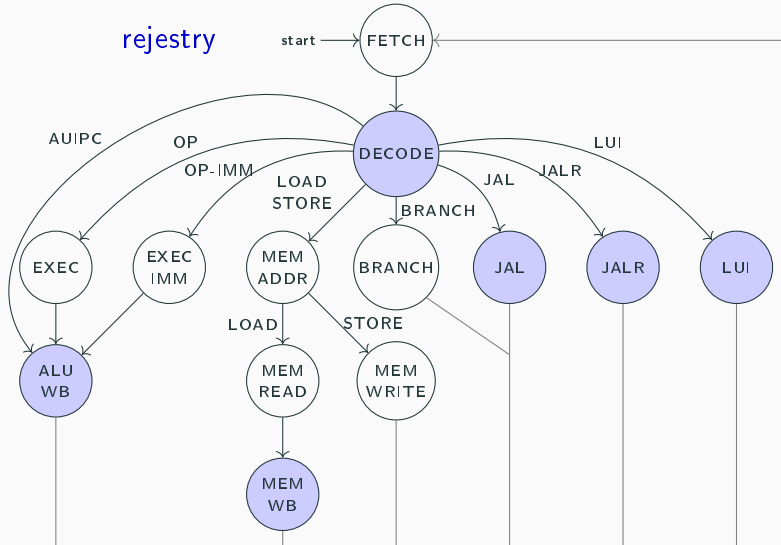 rejestry
start
FETCH
DECODE
AUIPC
OP
OP-IMM
LOAD
STORE
BRANCH
JAL
JALR
LUI
EXEC
EXEC
IMM
MEM
ADDR
BRANCH
JAL
JALR
LUI
LOAD
STORE
ALU
WB
MEM
READ
MEM
WRITE
MEM
WB